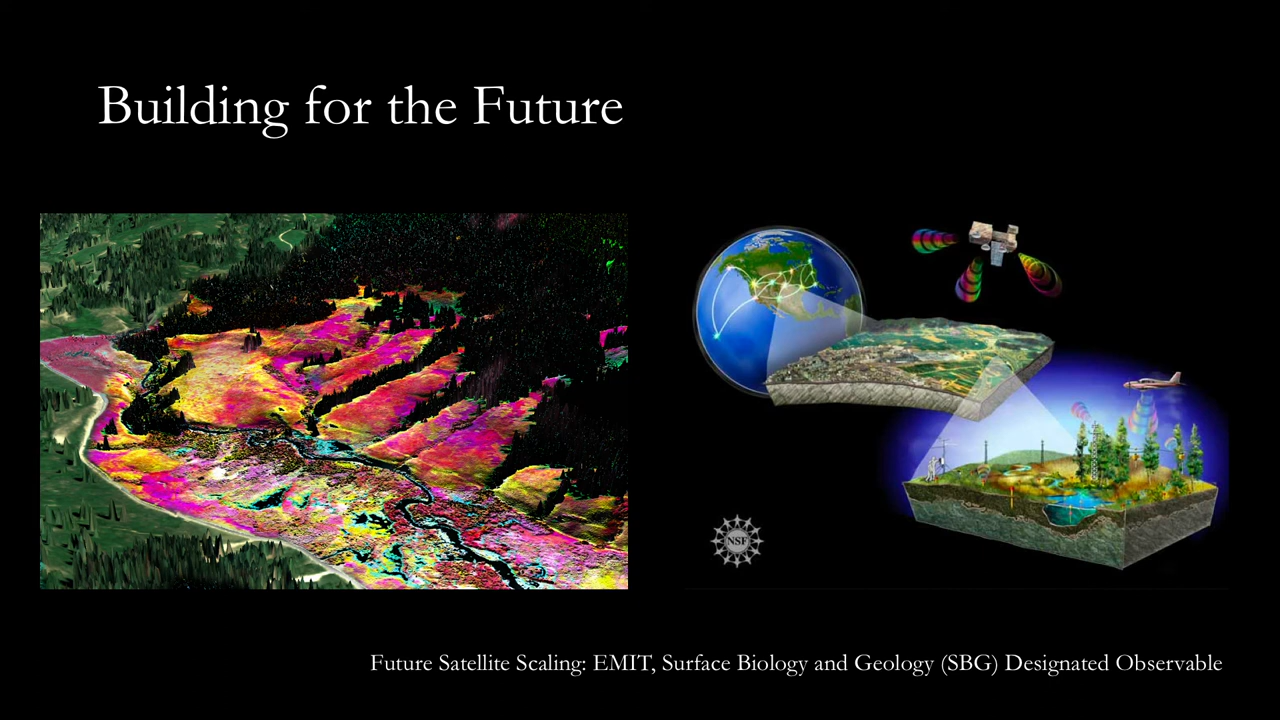 Building for the Future
NSF
Future Satellite Scaling: EMIT, Surface Biology and Geology (SBG) Designated Observable